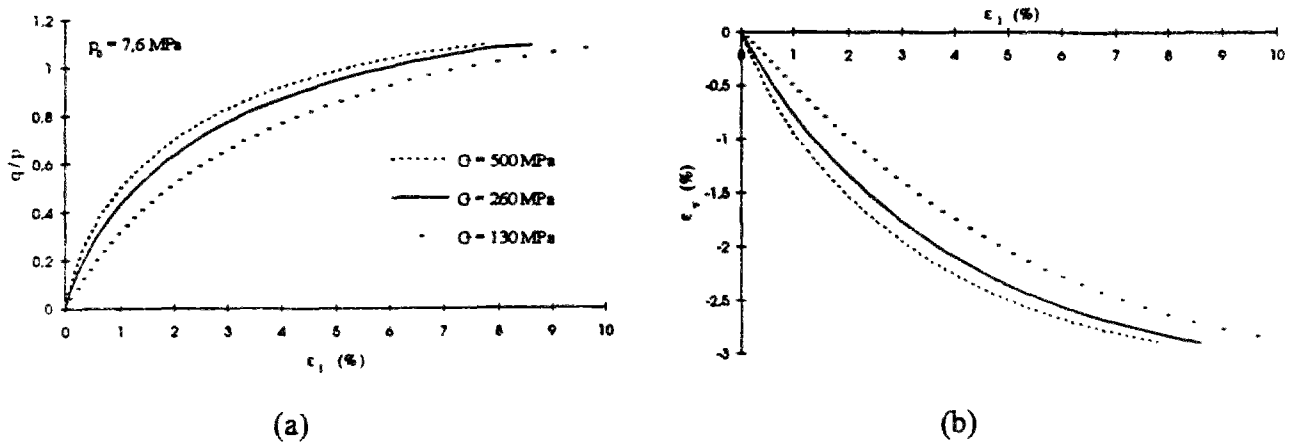 1.2
1
0.8
0.6
0.4
0.2
0
q/p
p₀ = 7,6 MPa
G = 500 MPa
G = 260 MPa
G = 130 MPa
0 1 2 3 4 5 6 7 8 9 10
ε₁ (%)
(a)
ε₁ (%)
0 1 2 3 4 5 6 7 8 9 10
0
-0.5
-1
-1.5
-2
-2.5
-3
εᵥ (%)
(b)